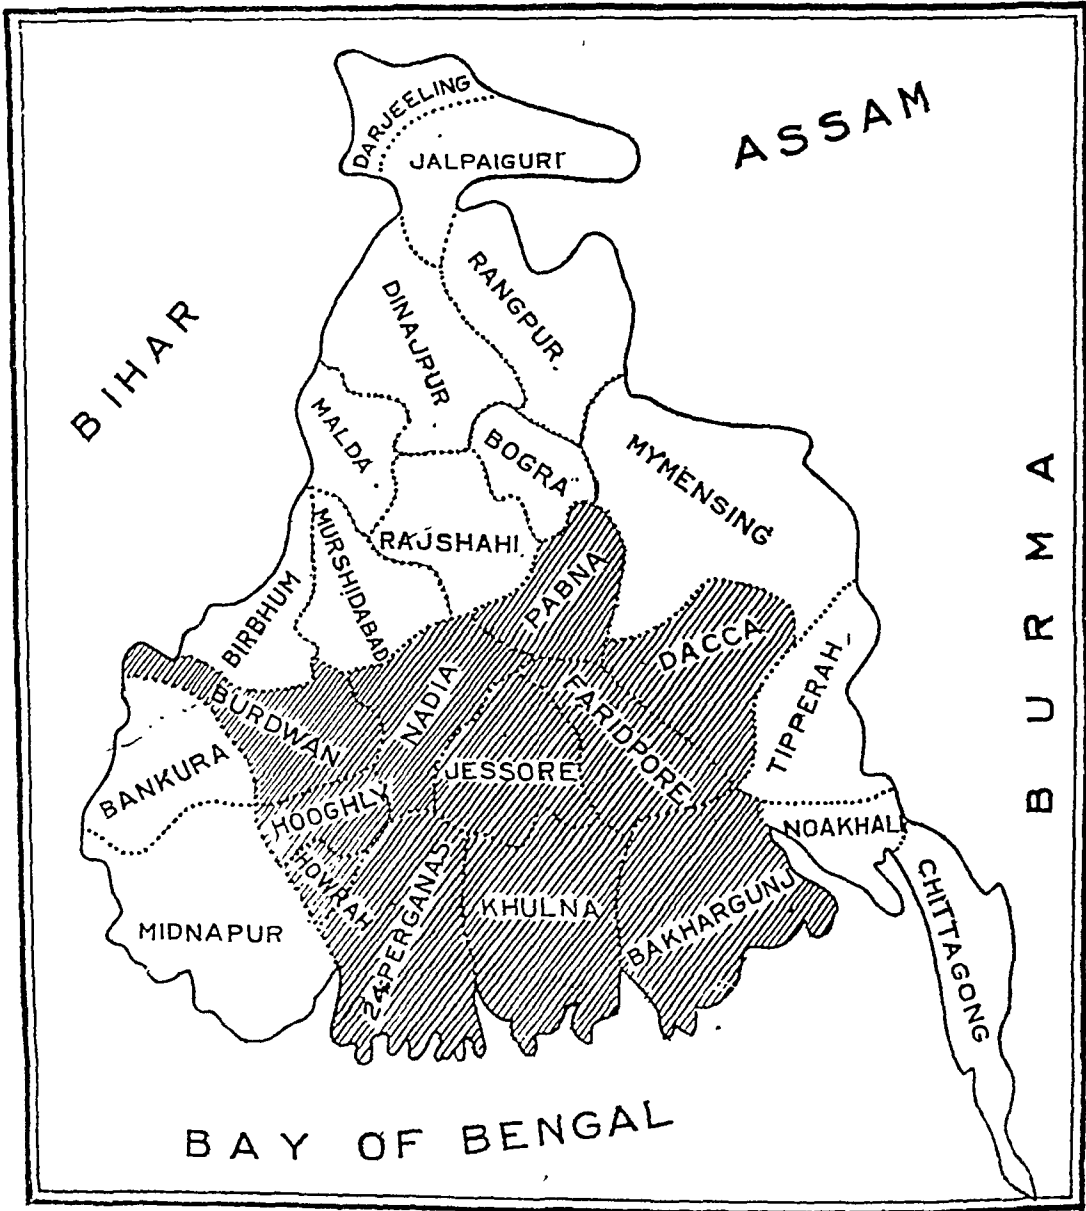 DARJEELING
ASSAM
JALPAIGURI
RANGPUR
DINAJPUR
BIHAR
MALDA
BOGRA
MYMENSING
BURMA
MURSHIDABAD
RAJSHAHI
PABNA
BIRBHUM
DACCA
BURDWAN
NADIA
FARIDPORE
TIPPERAH
BANKURA
JESSORE
HOOGHLY
NOAKHALI
HOWRAH
24 PERGANAS
KHULNA
BAKHARGUNJ
MIDNAPUR
CHITTAGONG
BAY OF BENGAL